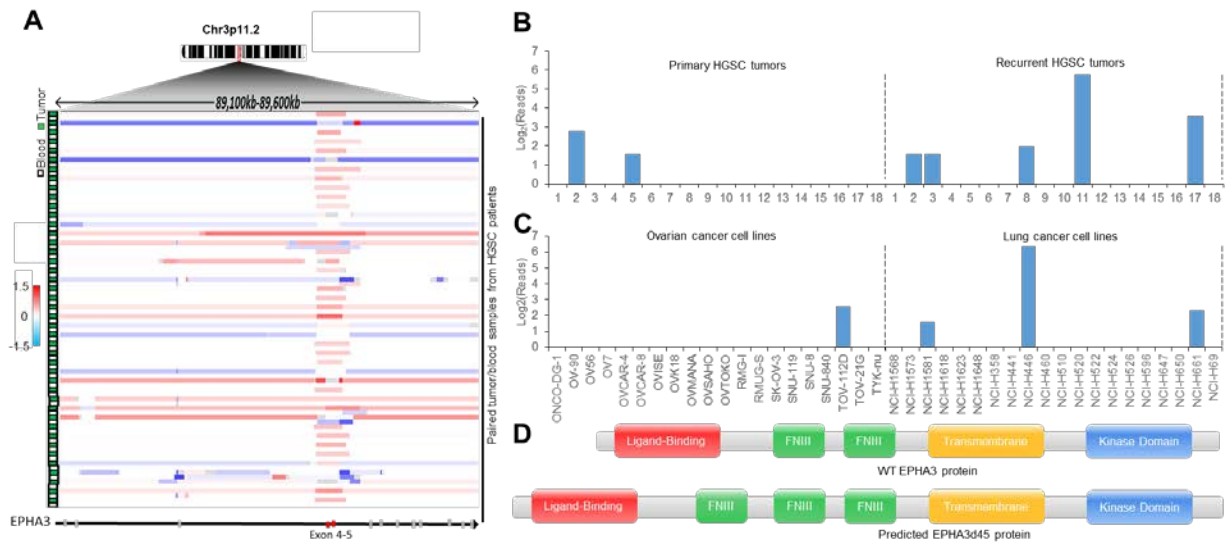 A
Chr3p11.2
89,100kb-89,600kb
Blood Tumor
1.5
0
-1.5
Paired tumor/blood samples from HGSC patients
EPHA3
Exon 4-5
B
Log2(Reads)
7
6
5
4
3
2
1
0
Primary HGSC tumors
Recurrent HGSC tumors
1 2 3 4 5 6 7 8 9 10 11 12 13 14 15 16 17 18 1 2 3 4 5 6 7 8 9 10 11 12 13 14 15 16 17 18
C
Log2(Reads)
7
6
5
4
3
2
1
0
Ovarian cancer cell lines
Lung cancer cell lines
ONCO-DG-1
OV-90
OV56
OV7
OVCAR-4
OVCAR-8
OVISE
OVK18
OVMANA
OVSAHO
OVTOKO
RMG-I
RMUG-S
SK-OV-3
SNU-119
SNU-8
SNU-840
TOV-112D
TOV-21G
TYK-nu
NCI-H1568
NCI-H1573
NCI-H1581
NCI-H1618
NCI-H1623
NCI-H1648
NCI-H358
NCI-H441
NCI-H446
NCI-H460
NCI-H510
NCI-H520
NCI-H522
NCI-H524
NCI-H526
NCI-H596
NCI-H647
NCI-H650
NCI-H661
NCI-H69
D
Ligand-Binding FNIII FNIII Transmembrane Kinase Domain
WT EPHA3 protein
Ligand-Binding FNIII FNIII FNIII Transmembrane Kinase Domain
Predicted EPHA3d45 protein